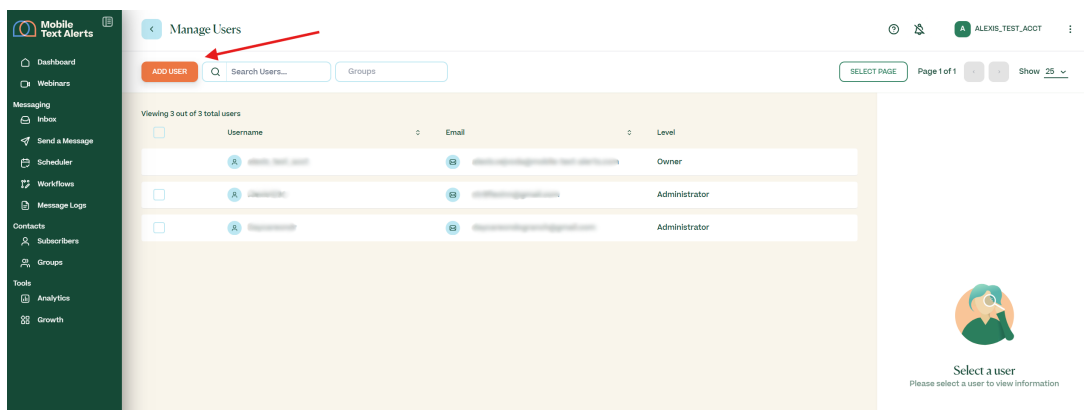 Mobile
Text Alerts
Dashboard
Webinars
Messaging
Inbox
Send a Message
Scheduler
Workflows
Message Logs
Contacts
Subscribers
Groups
Tools
Analytics
Growth
Manage Users
A ALEXIS_TEST_ACCT
ADD USER Search Users... Groups SELECT PAGE Page 1 of 1 Show 25
Viewing 3 out of 3 total users
Username Email Level
Owner
Administrator
Administrator
Select a user
Please select a user to view information